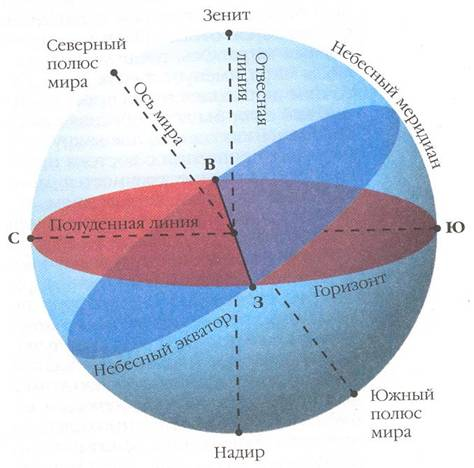 Зенит
Северный
полюс
мира
Ось мира
Отвесная
линия
Небесный меридиан
В
Полуденная линия
С
Ю
З
Горизонт
Небесный экватор
Южный
полюс
мира
Надир